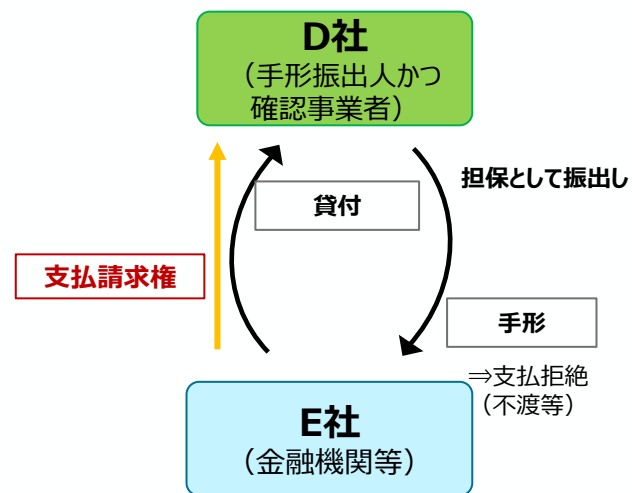 D社
（手形振出人かつ
確認事業者）
担保として振出し
貸付
支払請求権
手形
⇒支払拒絶
（不渡等）
E社
（金融機関等）